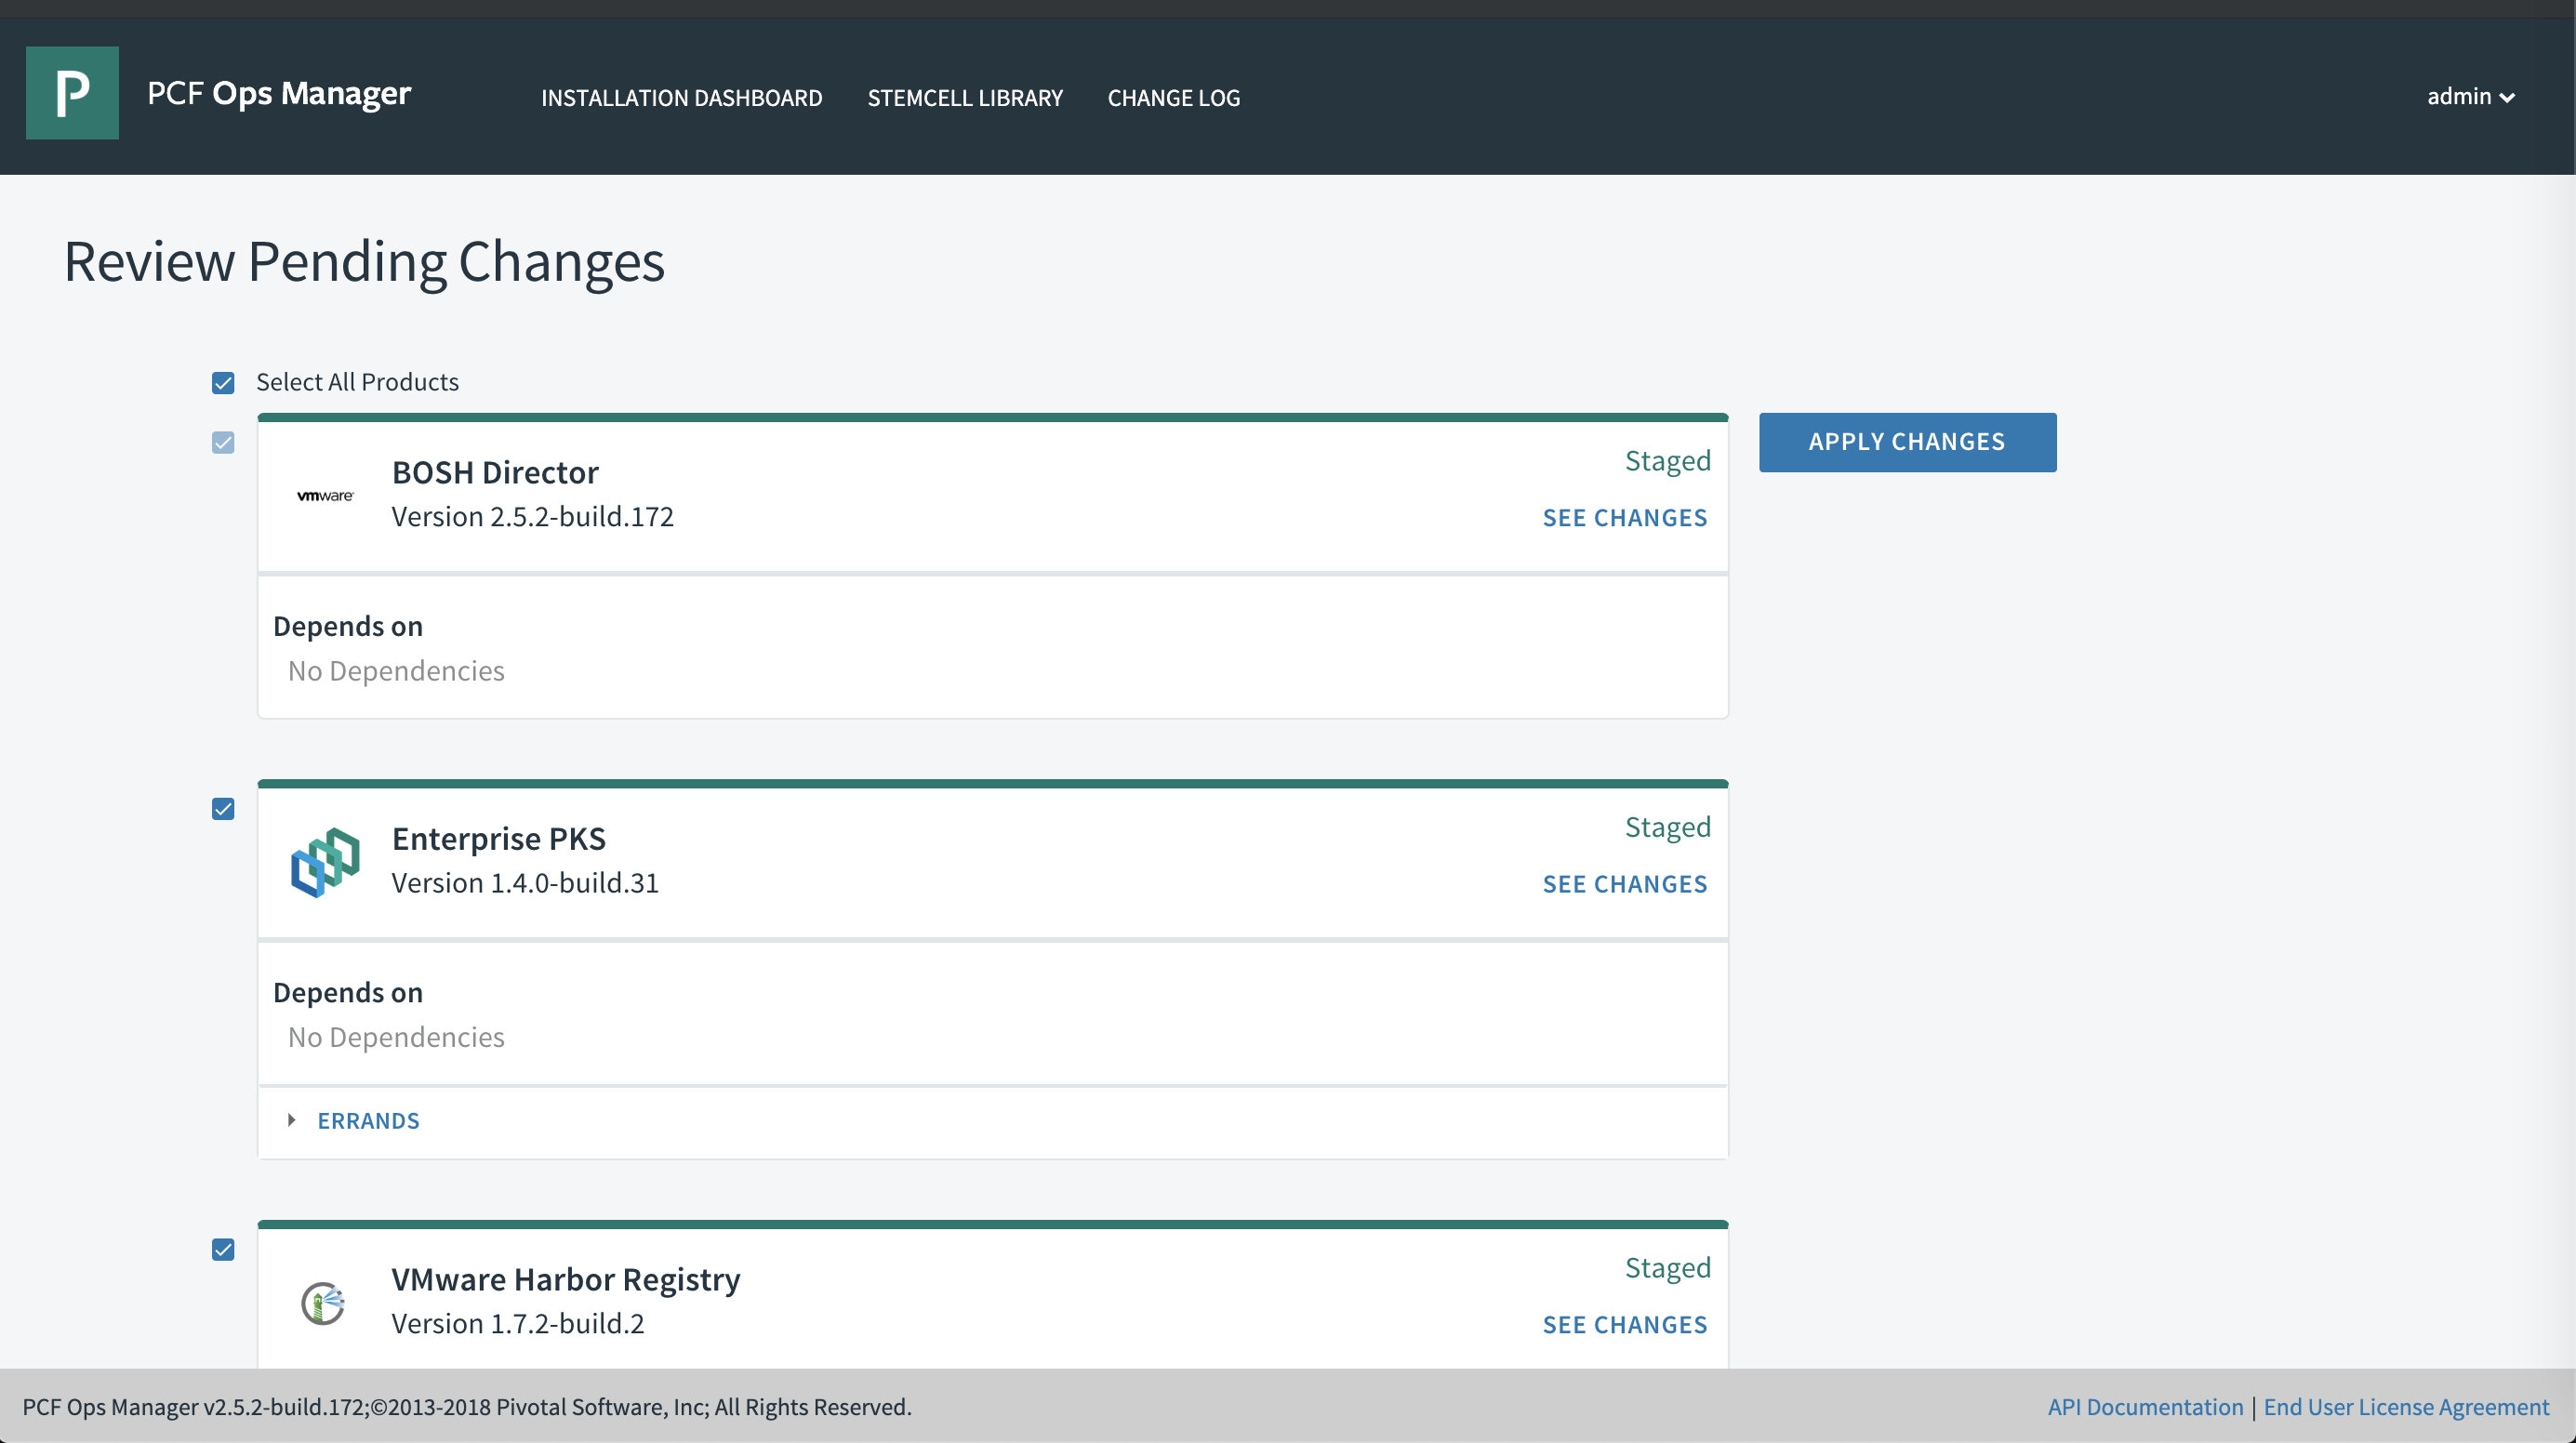 P
PCF Ops Manager
INSTALLATION DASHBOARD
STEMCELL LIBRARY
CHANGE LOG
admin
Review Pending Changes
Select All Products
APPLY CHANGES
vmware
BOSH Director
Version 2.5.2-build.172
Staged
SEE CHANGES
Depends on
No Dependencies
Enterprise PKS
Version 1.4.0-build.31
Staged
SEE CHANGES
Depends on
No Dependencies
ERRANDS
VMware Harbor Registry
Version 1.7.2-build.2
Staged
SEE CHANGES
PCF Ops Manager v2.5.2-build.172;©2013-2018 Pivotal Software, Inc; All Rights Reserved.
API Documentation | End User License Agreement